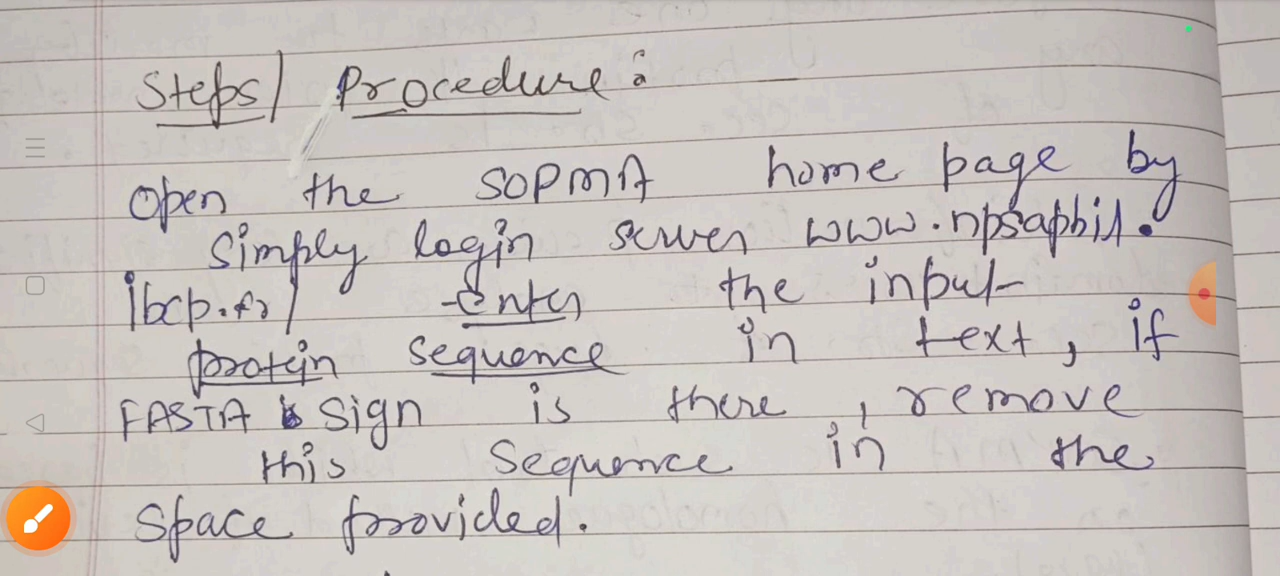 Steps/ Procedure :
open the SOPMA home page by
simply login server www.npsapbil.
ibcp.fr/ enter the input
protein sequence in text, if
FASTA sign is there, remove
this sequence in the
space provided.